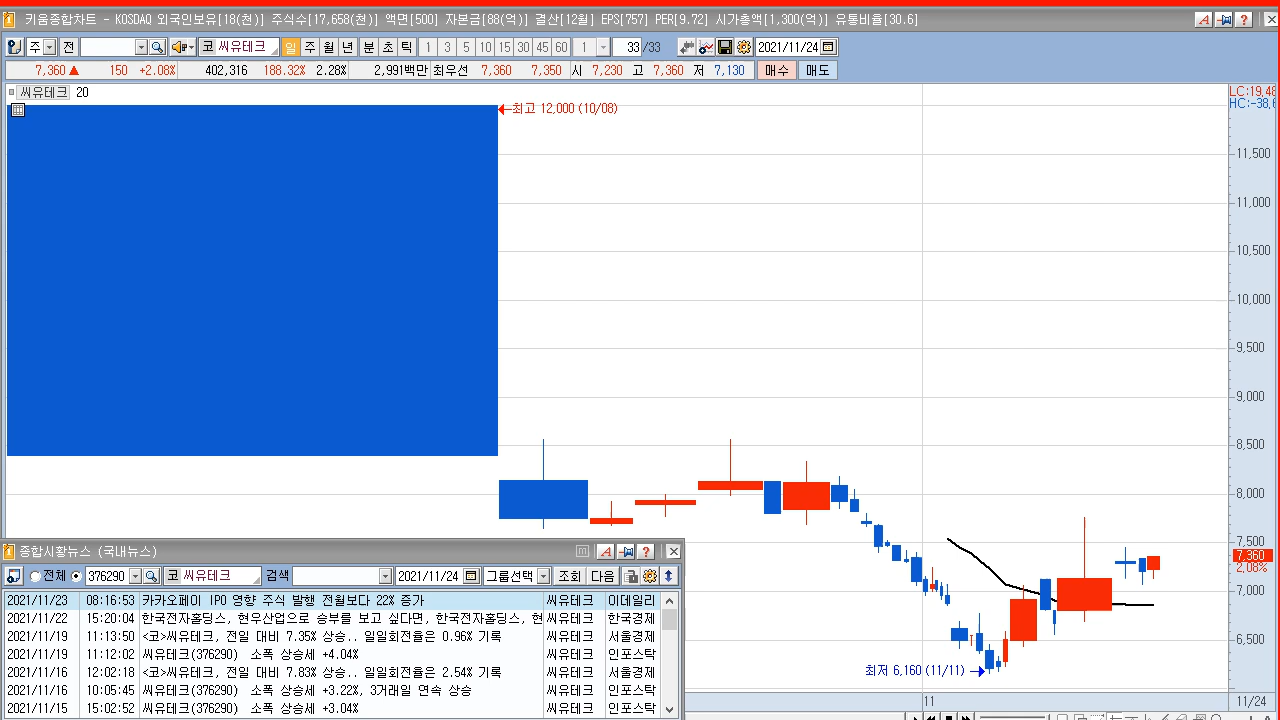 키움종합차트 - KOSDAQ 외국인보유[18(천)] 주식수[17,658(천)] 액면[500] 자본금[88(억)] 결산[12월] EPS[757] PER[9.72] 시가총액[1,300(억)] 유통비율[30.6]
주 전 코 씨유테크 일 주 월 년 분 초 틱 1 3 5 10 15 30 45 60 1 33 /33 2021/11/24
7,360 ▲ 150 +2.08% 402,316 188.32% 2.28% 2,991백만 최우선 7,360 7,350 시 7,230 고 7,360 저 7,130 매수 매도
씨유테크 20
LC:19,48
HC:-38,6
최고 12,000 (10/08)
11,500
11,000
10,500
10,000
9,500
9,000
8,500
8,000
7,500
7,360
2,08%
7,000
6,500
최저 6,160 (11/11)
11
11/24
종합시황뉴스 (국내뉴스)
전체 376290 코 씨유테크 검색 2021/11/24 그룹선택 조회 다음
2021/11/23 08:16:53 카카오페이 IPO 영향 주식 발행 전월보다 22% 증가 씨유테크 이데일리
2021/11/22 15:20:04 한국전자홀딩스, 현우산업으로 승부를 보고 싶다면, 한국전자홀딩스, 현 씨유테크 한국경제
2021/11/19 11:13:50 <코>씨유테크, 전일 대비 7.35% 상승.. 일일회전율은 0.96% 기록 씨유테크 서울경제
2021/11/19 11:12:02 씨유테크(376290) 소폭 상승세 +4.04% 씨유테크 인포스탁
2021/11/16 12:02:18 <코>씨유테크, 전일 대비 7.83% 상승.. 일일회전율은 2.54% 기록 씨유테크 서울경제
2021/11/16 10:05:45 씨유테크(376290) 소폭 상승세 +3.22%, 3거래일 연속 상승 씨유테크 인포스탁
2021/11/15 15:02:52 씨유테크(376290) 소폭 상승세 +3.04% 씨유테크 인포스탁